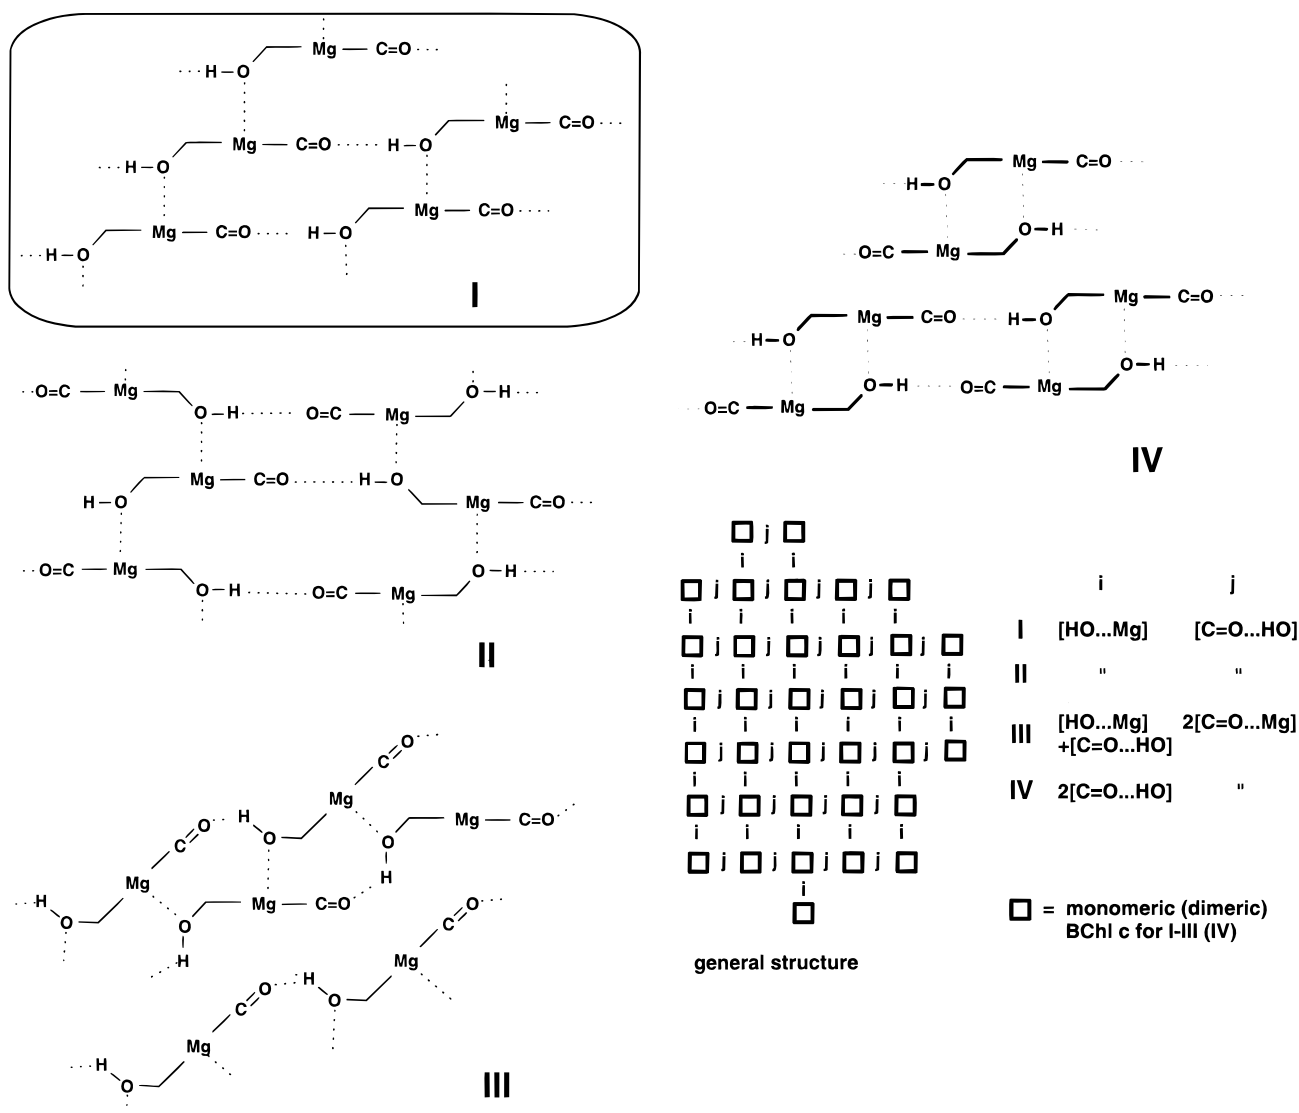 Mg — C=O
H–O
Mg — C=O
Mg — C=O H–O
H–O
Mg — C=O
Mg — C=O H–O
H–O
I
O=C — Mg O–H
O–H O=C — Mg
Mg — C=O H–O
H–O Mg — C=O
O=C — Mg O–H
O–H O=C — Mg
II
C=O
Mg
C=O H
O
Mg — C=O
O
Mg H
H Mg — C=O C=O
O O
H Mg
C=O H
O
Mg
H
O
III
Mg — C=O
H–O
O–H
O=C — Mg
Mg — C=O
Mg — C=O H–O
H–O
O–H
O–H O=C — Mg
O=C — Mg
IV
j
i i
j j j j
i i i i i
j j j j j
i i i i i i
j j j j j
i i i i i i
j j j j j
i i i i i
j j j j
i i i i i
j j j j
i
general structure
i j
I [HO...Mg] [C=O...HO]
II " "
III [HO...Mg] 2[C=O...Mg]
+[C=O...HO]
IV 2[C=O...HO] "
= monomeric (dimeric)
BChl c for I-III (IV)